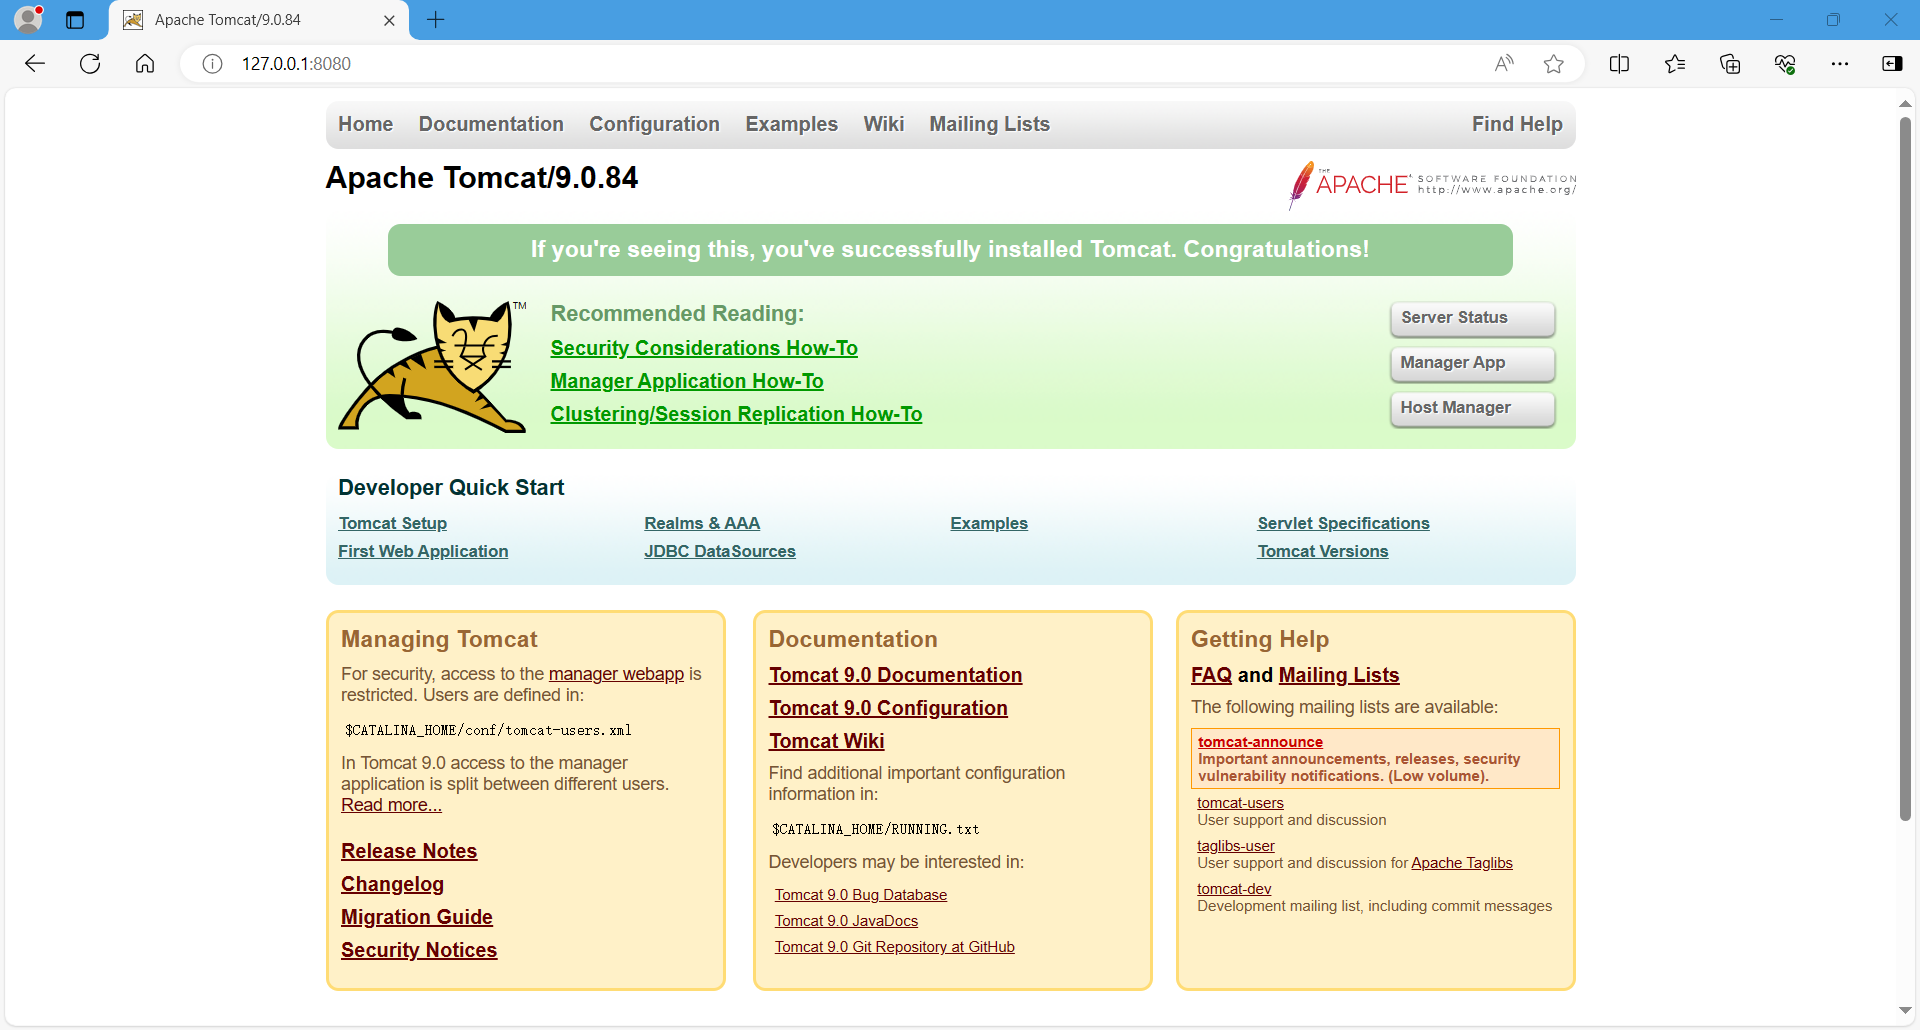 Apache Tomcat/9.0.84
127.0.0.1:8080
Home Documentation Configuration Examples Wiki Mailing Lists Find Help
Apache Tomcat/9.0.84
THE APACHE SOFTWARE FOUNDATION
http://www.apache.org/
If you're seeing this, you've successfully installed Tomcat. Congratulations!
TM
Recommended Reading:
Security Considerations How-To
Manager Application How-To
Clustering/Session Replication How-To
Server Status
Manager App
Host Manager
Developer Quick Start
Tomcat Setup Realms & AAA Examples Servlet Specifications
First Web Application JDBC DataSources Tomcat Versions
Managing Tomcat
For security, access to the manager webapp is
restricted. Users are defined in:
$CATALINA_HOME/conf/tomcat-users.xml
In Tomcat 9.0 access to the manager
application is split between different users.
Read more...
Release Notes
Changelog
Migration Guide
Security Notices
Documentation
Tomcat 9.0 Documentation
Tomcat 9.0 Configuration
Tomcat Wiki
Find additional important configuration
information in:
$CATALINA_HOME/RUNNING.txt
Developers may be interested in:
Tomcat 9.0 Bug Database
Tomcat 9.0 JavaDocs
Tomcat 9.0 Git Repository at GitHub
Getting Help
FAQ and Mailing Lists
The following mailing lists are available:
tomcat-announce
Important announcements, releases, security
vulnerability notifications. (Low volume).
tomcat-users
User support and discussion
taglibs-user
User support and discussion for Apache Taglibs
tomcat-dev
Development mailing list, including commit messages